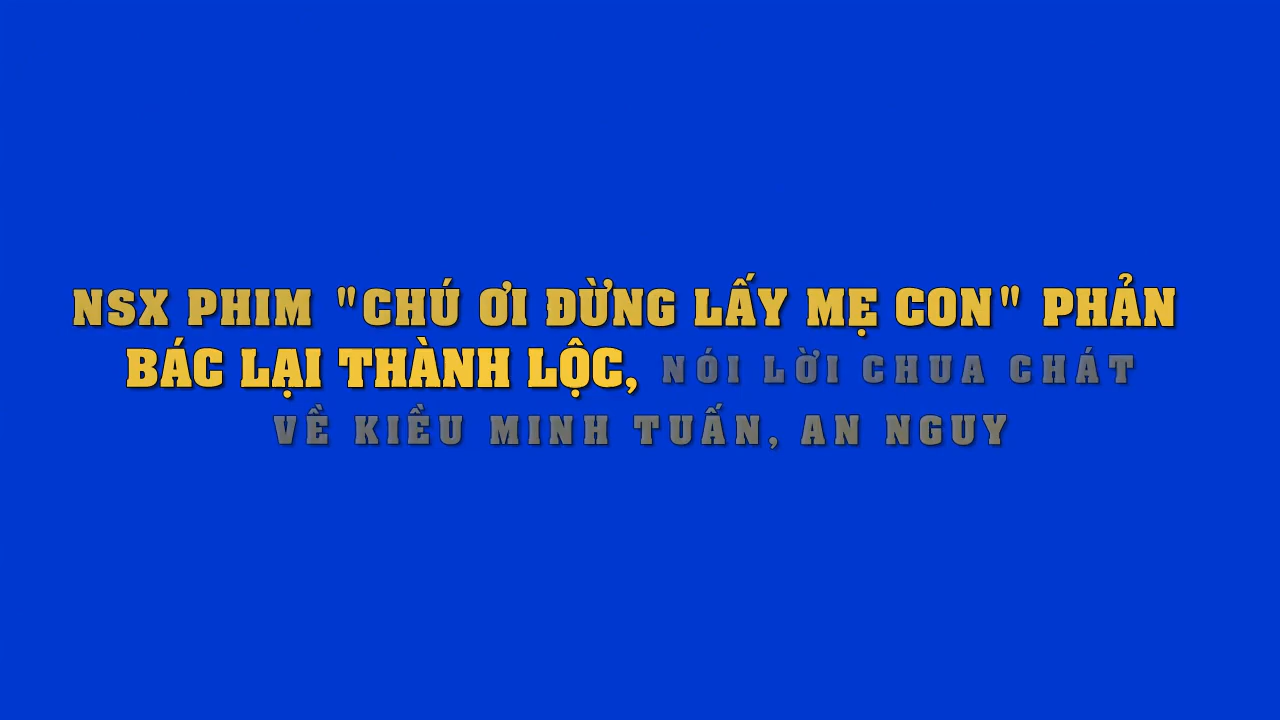 NSX PHIM "CHÚ ƠI ĐỪNG LẤY MẸ CON" PHẢN
BÁC LẠI THÀNH LỘC, NÓI LỜI CHUA CHÁT
VỀ KIỀU MINH TUẤN, AN NGUY